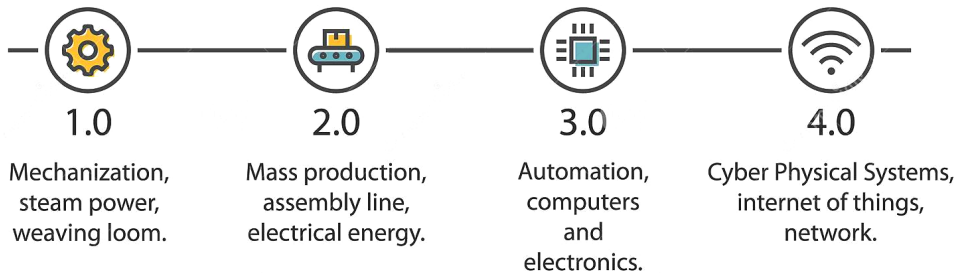 1.0
Mechanization,
steam power,
weaving loom.
2.0
Mass production,
assembly line,
electrical energy.
3.0
Automation,
computers
and
electronics.
4.0
Cyber Physical Systems,
internet of things,
network.